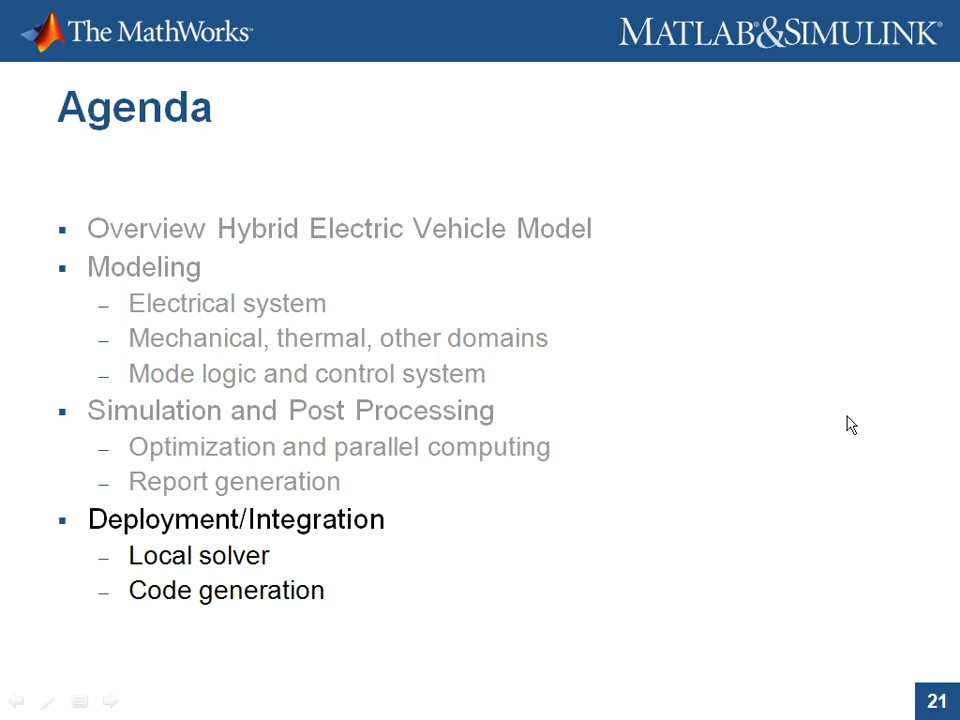 The MathWorks™
MATLAB®&SIMULINK®
Agenda
Overview Hybrid Electric Vehicle Model
Modeling
– Electrical system
– Mechanical, thermal, other domains
– Mode logic and control system
Simulation and Post Processing
– Optimization and parallel computing
– Report generation
Deployment/Integration
– Local solver
– Code generation
21